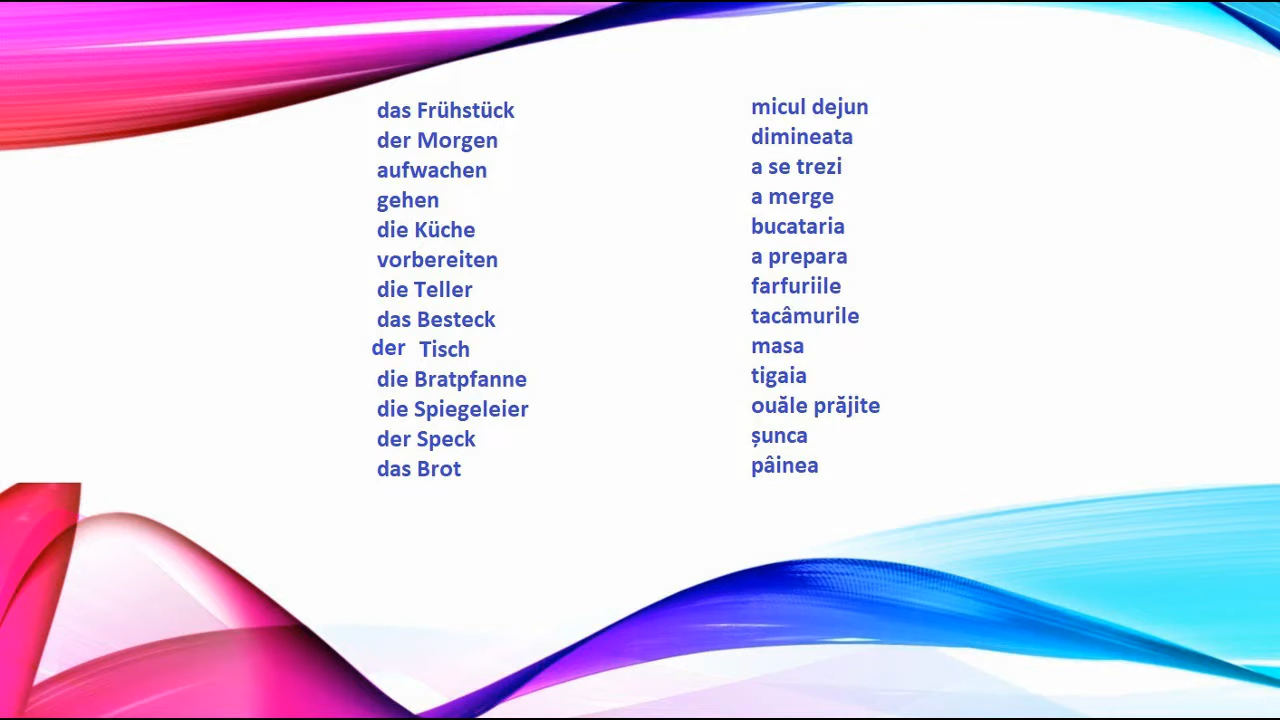 das Frühstück
der Morgen
aufwachen
gehen
die Küche
vorbereiten
die Teller
das Besteck
der Tisch
die Bratpfanne
die Spiegeleier
der Speck
das Brot
micul dejun
dimineata
a se trezi
a merge
bucataria
a prepara
farfuriile
tacâmurile
masa
tigaia
ouăle prăjite
șunca
pâinea